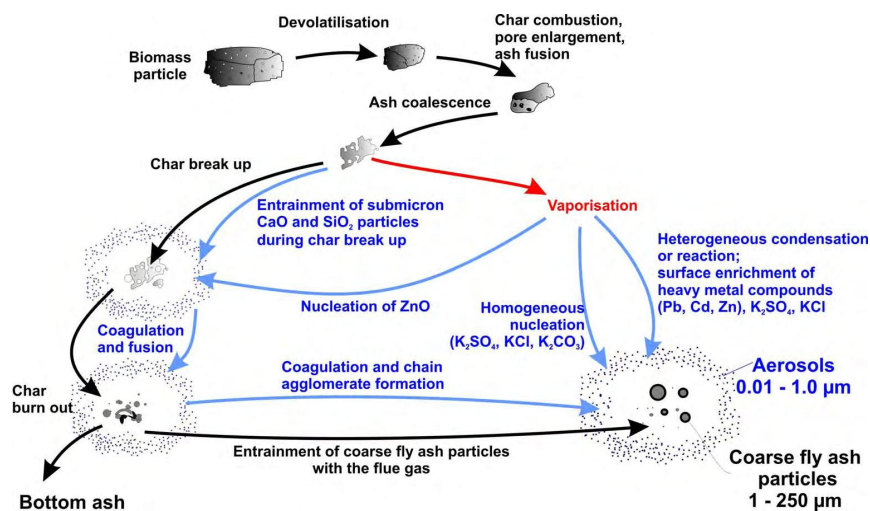 Devolatilisation
Char combustion,
pore enlargement,
ash fusion
Biomass
particle
Ash coalescence
Char break up
Entrainment of submicron
CaO and SiO₂ particles
during char break up
Vaporisation
Heterogeneous condensation
or reaction;
surface enrichment of
heavy metal compounds
(Pb, Cd, Zn), K₂SO₄, KCl
Nucleation of ZnO
Homogeneous
nucleation
(K₂SO₄, KCl, K₂CO₃)
Coagulation
and fusion
Coagulation and chain
agglomerate formation
Aerosols
0.01 - 1.0 µm
Char
burn out
Entrainment of coarse fly ash particles
with the flue gas
Coarse fly ash
particles
1 - 250 µm
Bottom ash